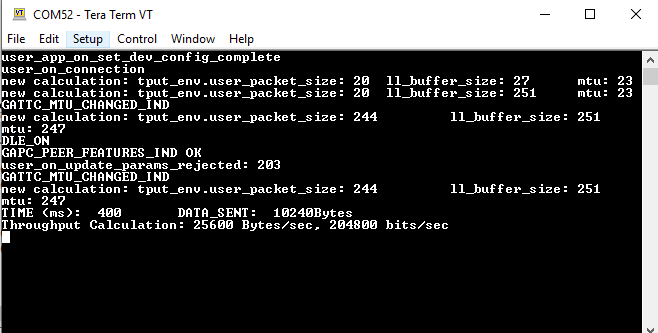 VT COM52 - Tera Term VT
File Edit Setup Control Window Help
user_app_on_set_dev_config_complete
user_on_connection
new calculation: tput_env.user_packet_size: 20 ll_buffer_size: 27 mtu: 23
new calculation: tput_env.user_packet_size: 20 ll_buffer_size: 251 mtu: 23
GATTC_MTU_CHANGED_IND
new calculation: tput_env.user_packet_size: 244 ll_buffer_size: 251
mtu: 247
DLE_ON
GAPC_PEER_FEATURES_IND OK
user_on_update_params_rejected: 203
GATTC_MTU_CHANGED_IND
new calculation: tput_env.user_packet_size: 244 ll_buffer_size: 251
mtu: 247
TIME (ms): 400 DATA_SENT: 10240Bytes
Throughput Calculation: 25600 Bytes/sec, 204800 bits/sec